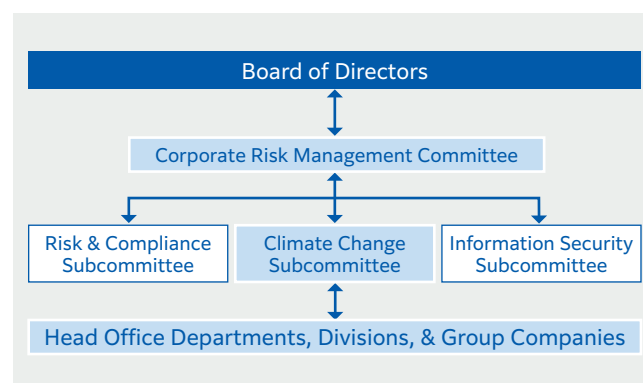 Board of Directors
Corporate Risk Management Committee
Risk & Compliance
Subcommittee
Climate Change
Subcommittee
Information Security
Subcommittee
Head Office Departments, Divisions, & Group Companies